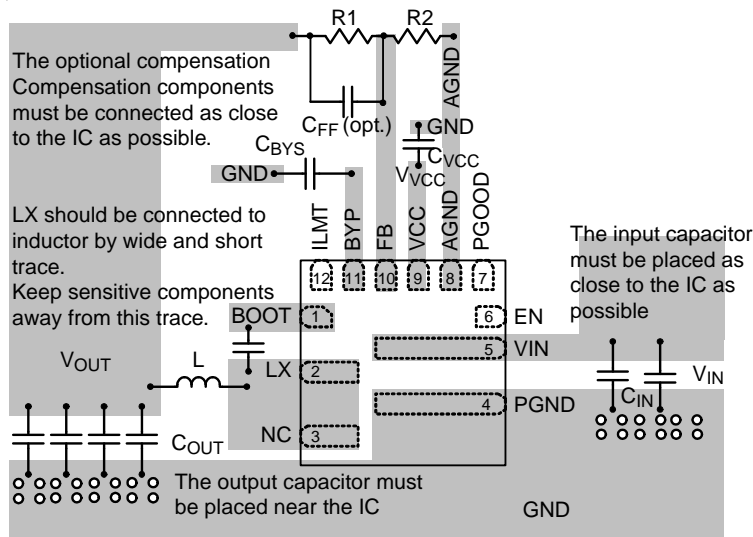 R1 R2
The optional compensation
Compensation components
must be connected as close
to the IC as possible.
CFF (opt.)
AGND
GND
CVCC
VVCC
CBYS
GND
LX should be connected to
inductor by wide and short
trace.
Keep sensitive components
away from this trace.
ILMT
BYP
FB
VCC
AGND
PGOOD
The input capacitor
must be placed as
close to the IC as
possible
12 11 10 9 8 7
BOOT 1 6 EN
5 VIN
VOUT L LX 2
CIN VIN
4 PGND
NC 3
COUT
The output capacitor must
be placed near the IC
GND